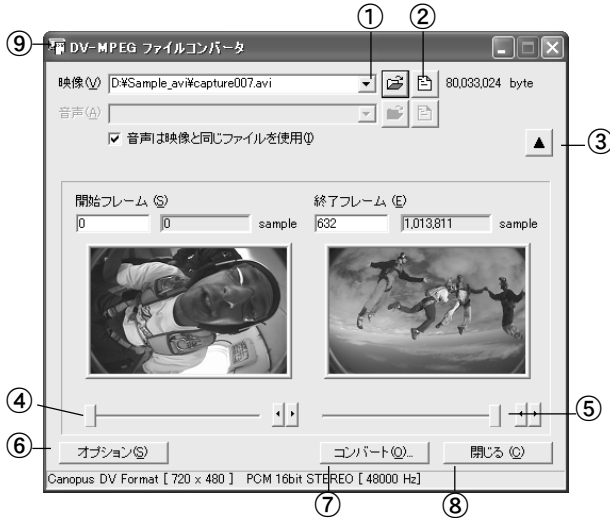 ① ②
⑨ DV-MPEG ファイルコンバータ
映像(V) D:¥Sample_avi¥capture007.avi 80,033,024 byte
音声(A)
音声は映像と同じファイルを使用(I)
③
開始フレーム (S) 終了フレーム (E)
0 0 sample 632 1,013,811 sample
④ ⑤
⑥ オプション(S) コンバート(O)... 閉じる (C)
Canopus DV Format [ 720 x 480 ] PCM 16bit STEREO [ 48000 Hz]
⑦ ⑧